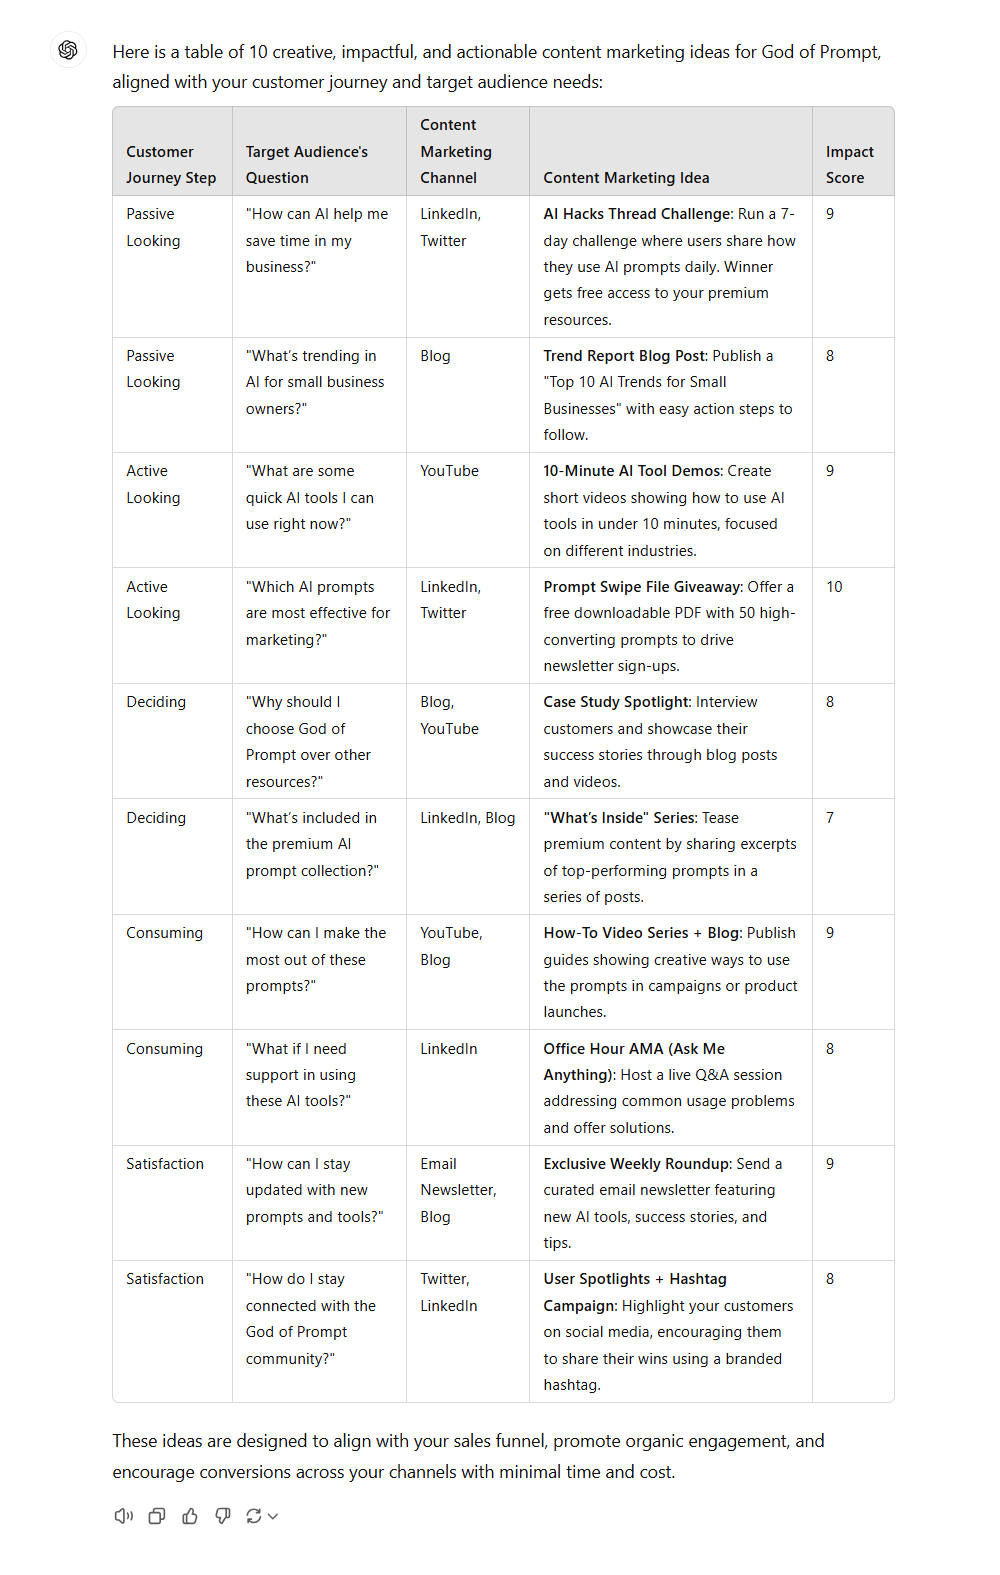 Here is a table of 10 creative, impactful, and actionable content marketing ideas for God of Prompt,
aligned with your customer journey and target audience needs:
Customer
Journey Step
Target Audience's
Question
Content
Marketing
Channel
Content Marketing Idea
Impact
Score
Passive
Looking
"How can AI help me
save time in my
business?"
LinkedIn,
Twitter
AI Hacks Thread Challenge: Run a 7-
day challenge where users share how
they use AI prompts daily. Winner
gets free access to your premium
resources.
9
Passive
Looking
"What's trending in
AI for small business
owners?"
Blog
Trend Report Blog Post: Publish a
"Top 10 AI Trends for Small
Businesses" with easy action steps to
follow.
8
Active
Looking
"What are some
quick AI tools I can
use right now?"
YouTube
10-Minute AI Tool Demos: Create
short videos showing how to use AI
tools in under 10 minutes, focused
on different industries.
9
Active
Looking
"Which AI prompts
are most effective for
marketing?"
LinkedIn,
Twitter
Prompt Swipe File Giveaway: Offer a
free downloadable PDF with 50 high-
converting prompts to drive
newsletter sign-ups.
10
Deciding
"Why should I
choose God of
Prompt over other
resources?"
Blog,
YouTube
Case Study Spotlight: Interview
customers and showcase their
success stories through blog posts
and videos.
8
Deciding
"What's included in
the premium AI
prompt collection?"
LinkedIn, Blog
"What's Inside" Series: Tease
premium content by sharing excerpts
of top-performing prompts in a
series of posts.
7
Consuming
"How can I make the
most out of these
prompts?"
YouTube,
Blog
How-To Video Series + Blog: Publish
guides showing creative ways to use
the prompts in campaigns or product
launches.
9
Consuming
"What if I need
support in using
these AI tools?"
LinkedIn
Office Hour AMA (Ask Me
Anything): Host a live Q&A session
addressing common usage problems
and offer solutions.
8
Satisfaction
"How can I stay
updated with new
prompts and tools?"
Email
Newsletter,
Blog
Exclusive Weekly Roundup: Send a
curated email newsletter featuring
new AI tools, success stories, and
tips.
9
Satisfaction
"How do I stay
connected with the
God of Prompt
community?"
Twitter,
LinkedIn
User Spotlights + Hashtag
Campaign: Highlight your customers
on social media, encouraging them
to share their wins using a branded
hashtag.
8
These ideas are designed to align with your sales funnel, promote organic engagement, and
encourage conversions across your channels with minimal time and cost.